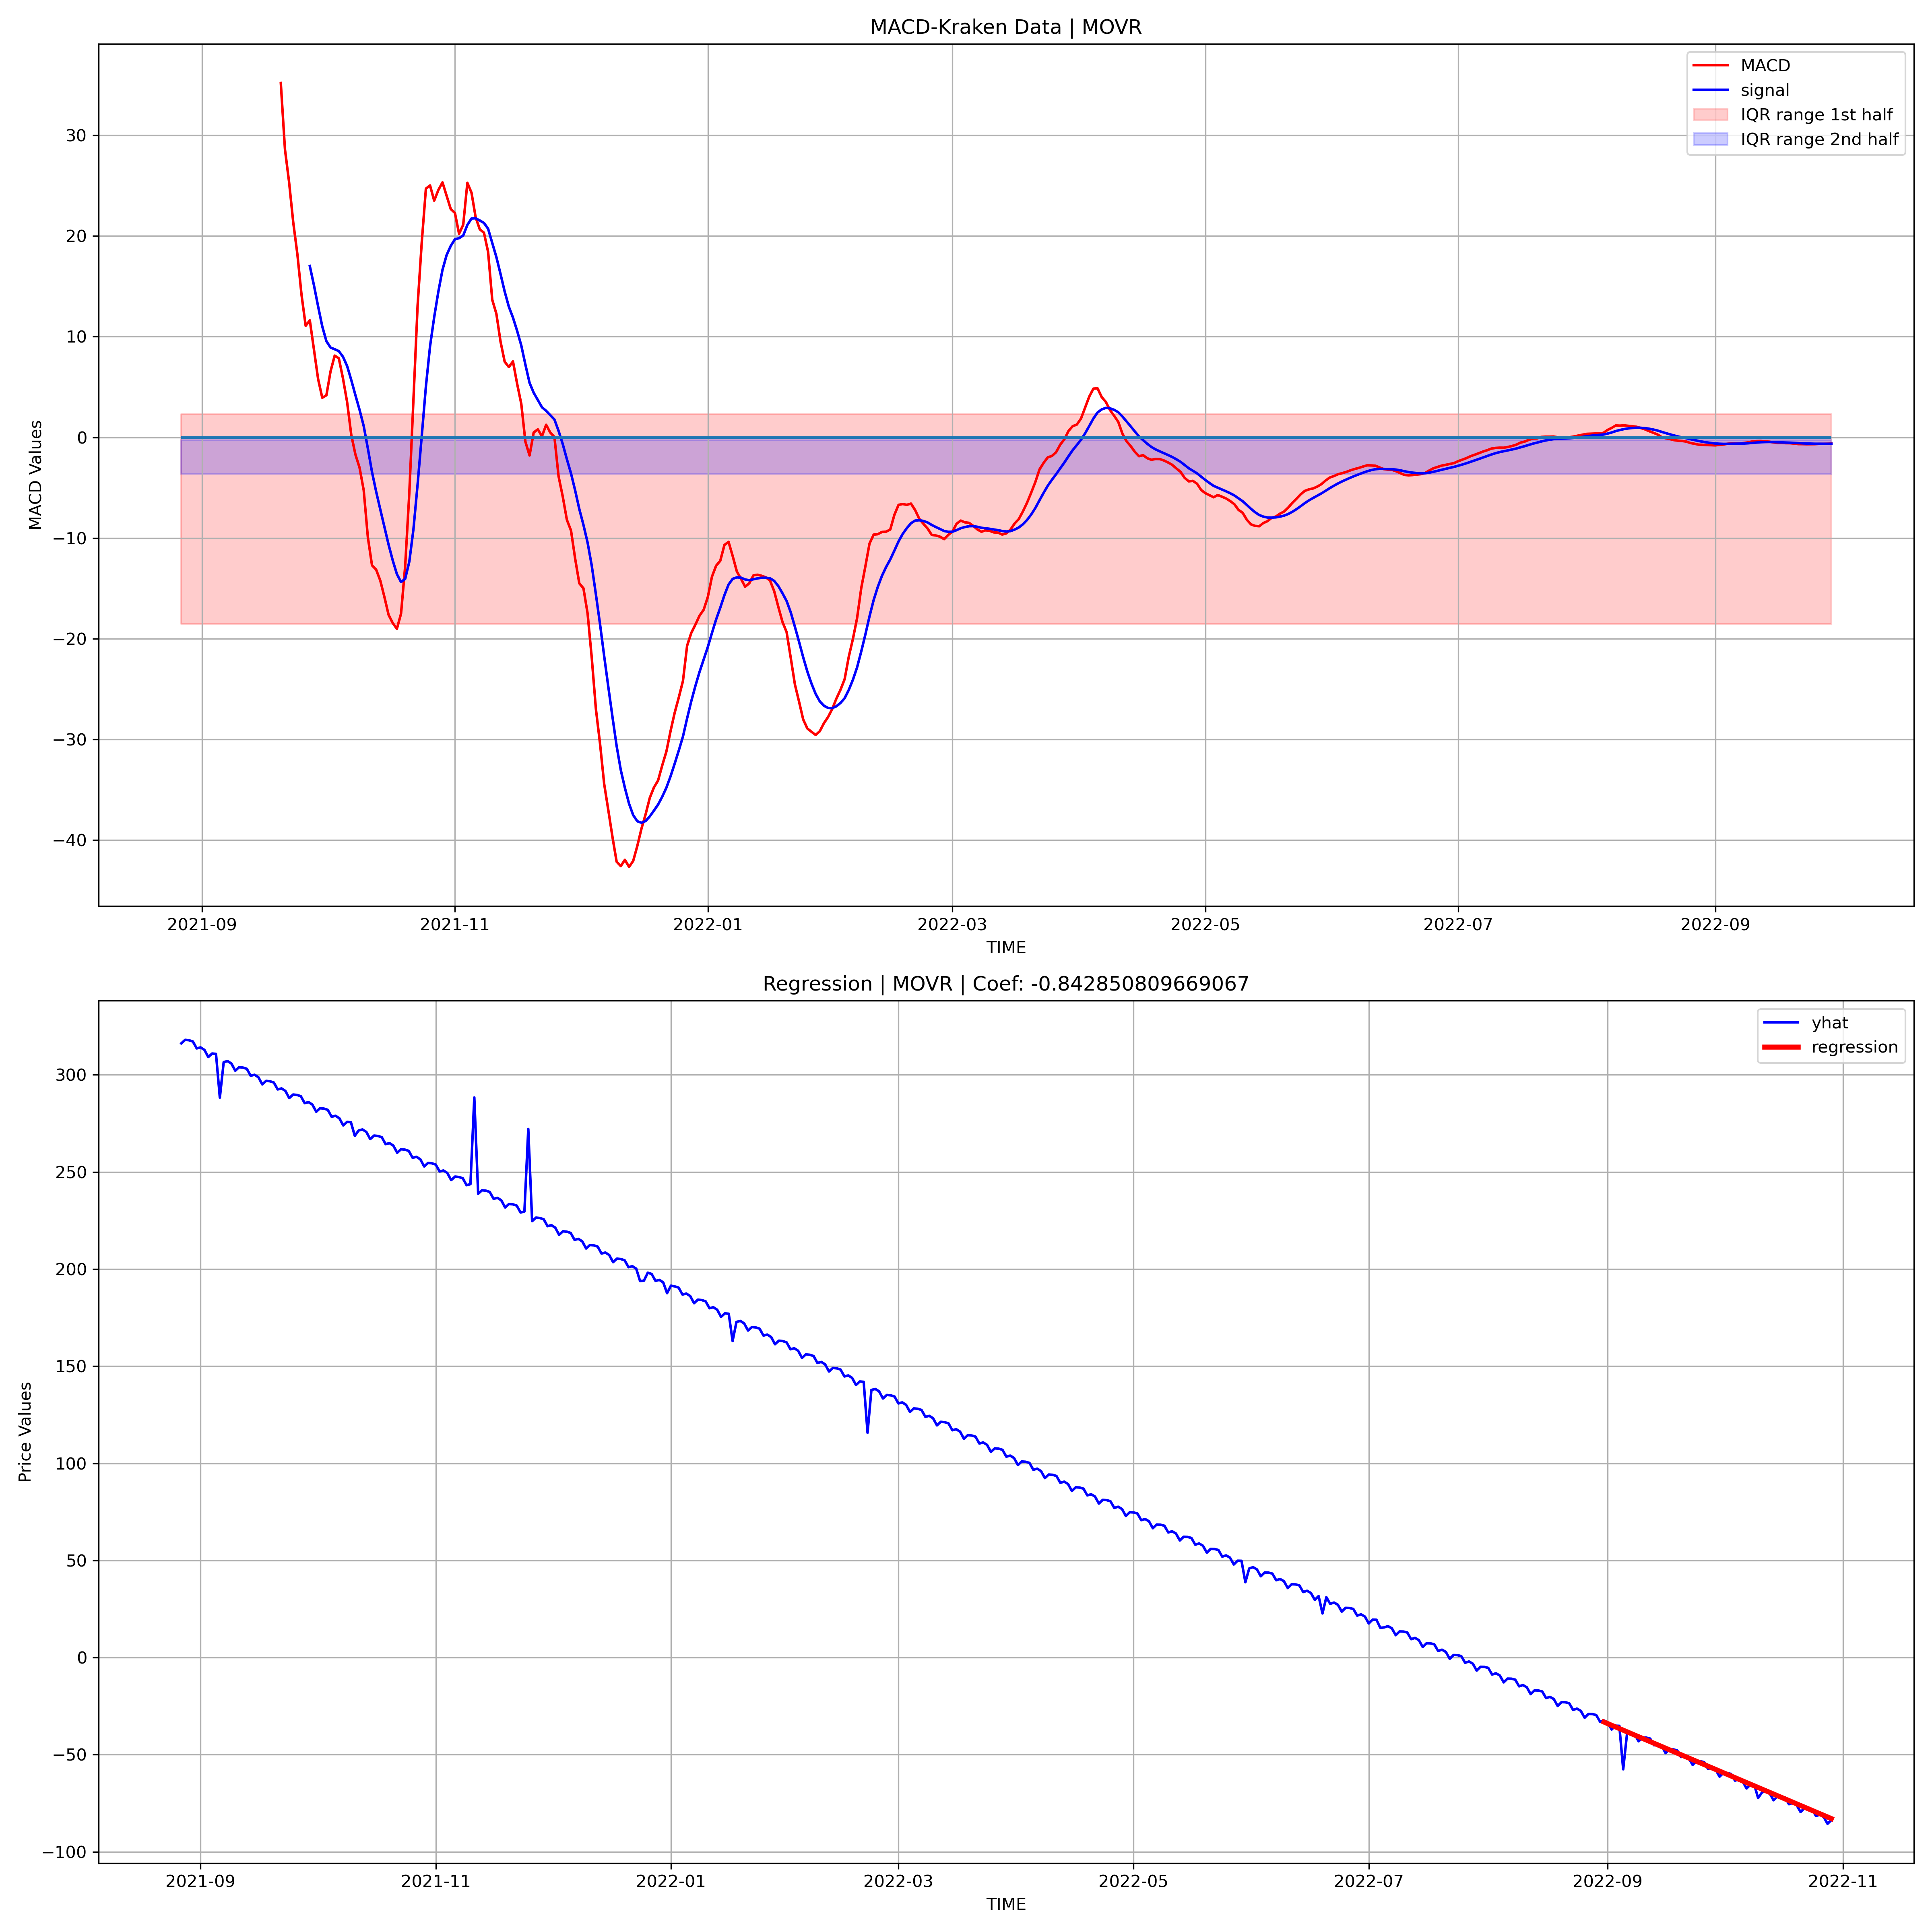 MACD-Kraken Data | MOVR
MACD
signal
IQR range 1st half
IQR range 2nd half
30
20
10
0
−10
−20
−30
−40
MACD Values
2021-09 2021-11 2022-01 2022-03 2022-05 2022-07 2022-09
TIME
Regression | MOVR | Coef: -0.842850809669067
yhat
regression
300
250
200
150
100
50
0
−50
−100
Price Values
2021-09 2021-11 2022-01 2022-03 2022-05 2022-07 2022-09 2022-11
TIME